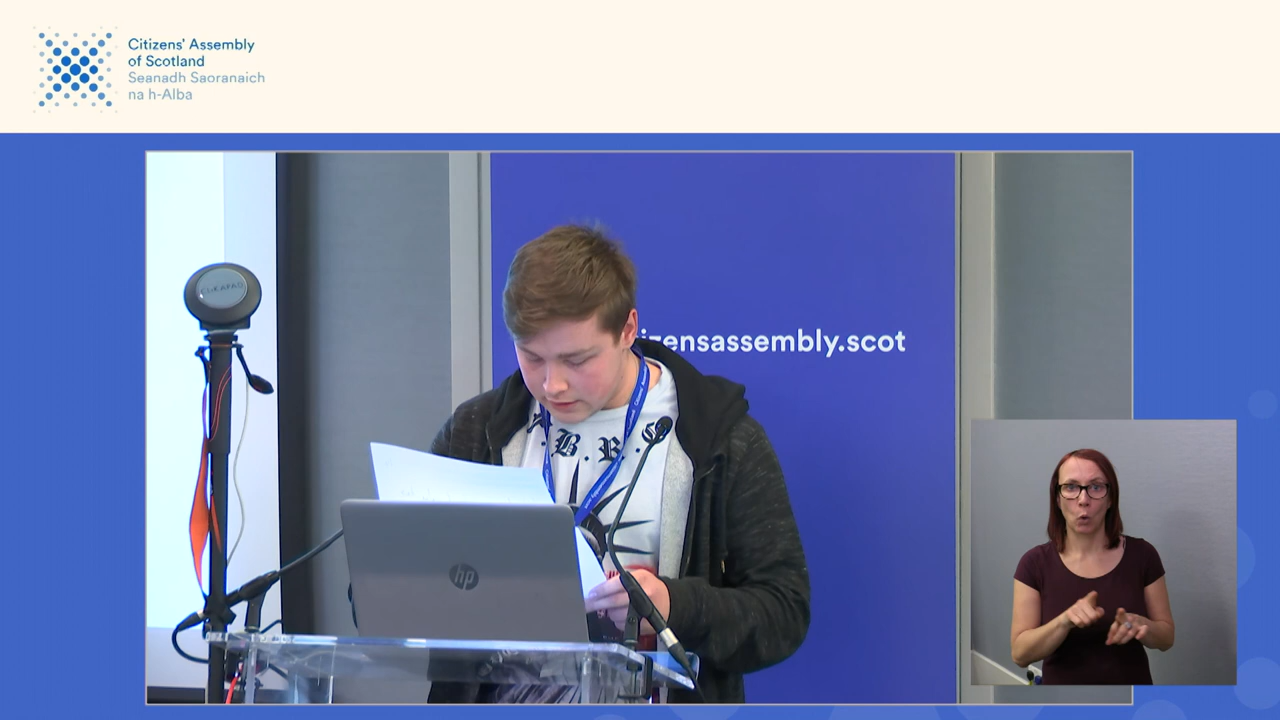 Citizens' Assembly
of Scotland
Seanadh Saoranaich
na h-Alba
izensassembly.scot
B.B.C
hp